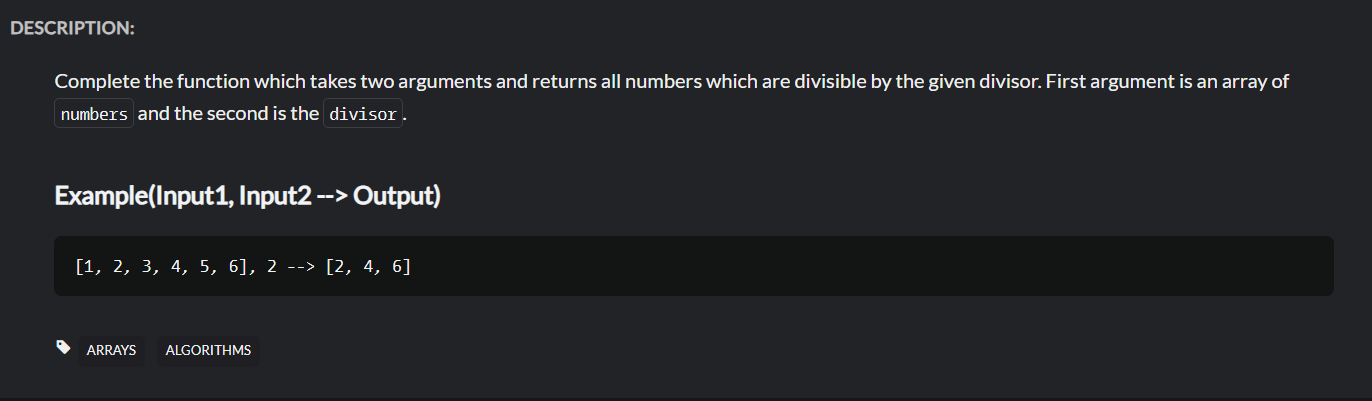 DESCRIPTION:
Complete the function which takes two arguments and returns all numbers which are divisible by the given divisor. First argument is an array of
numbers and the second is the divisor.
Example(Input1, Input2 --> Output)
[1, 2, 3, 4, 5, 6], 2 --> [2, 4, 6]
ARRAYS ALGORITHMS